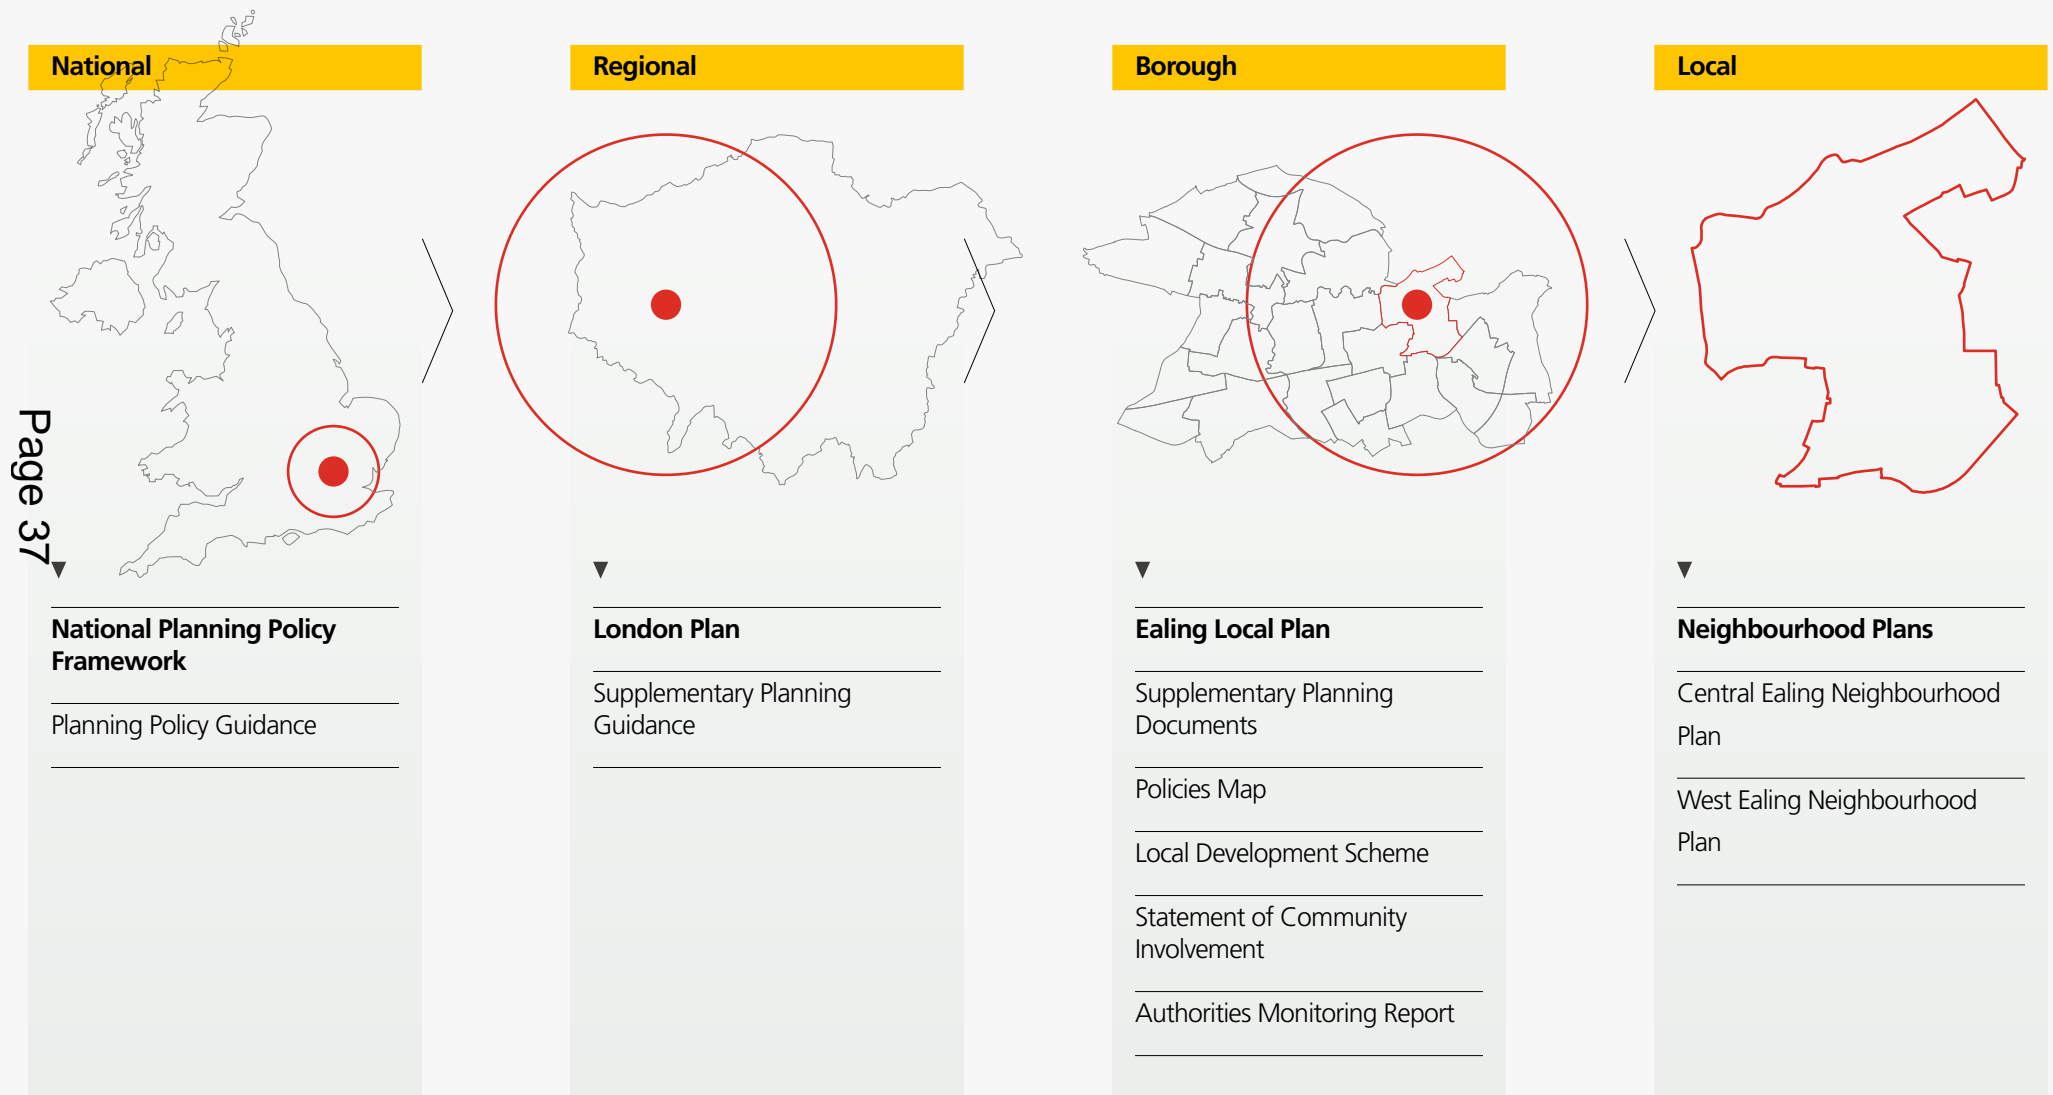 National
National Planning Policy
Framework
Planning Policy Guidance
Regional
London Plan
Supplementary Planning
Guidance
Borough
Ealing Local Plan
Supplementary Planning
Documents
Policies Map
Local Development Scheme
Statement of Community
Involvement
Authorities Monitoring Report
Local
Neighbourhood Plans
Central Ealing Neighbourhood
Plan
West Ealing Neighbourhood
Plan
Page 37